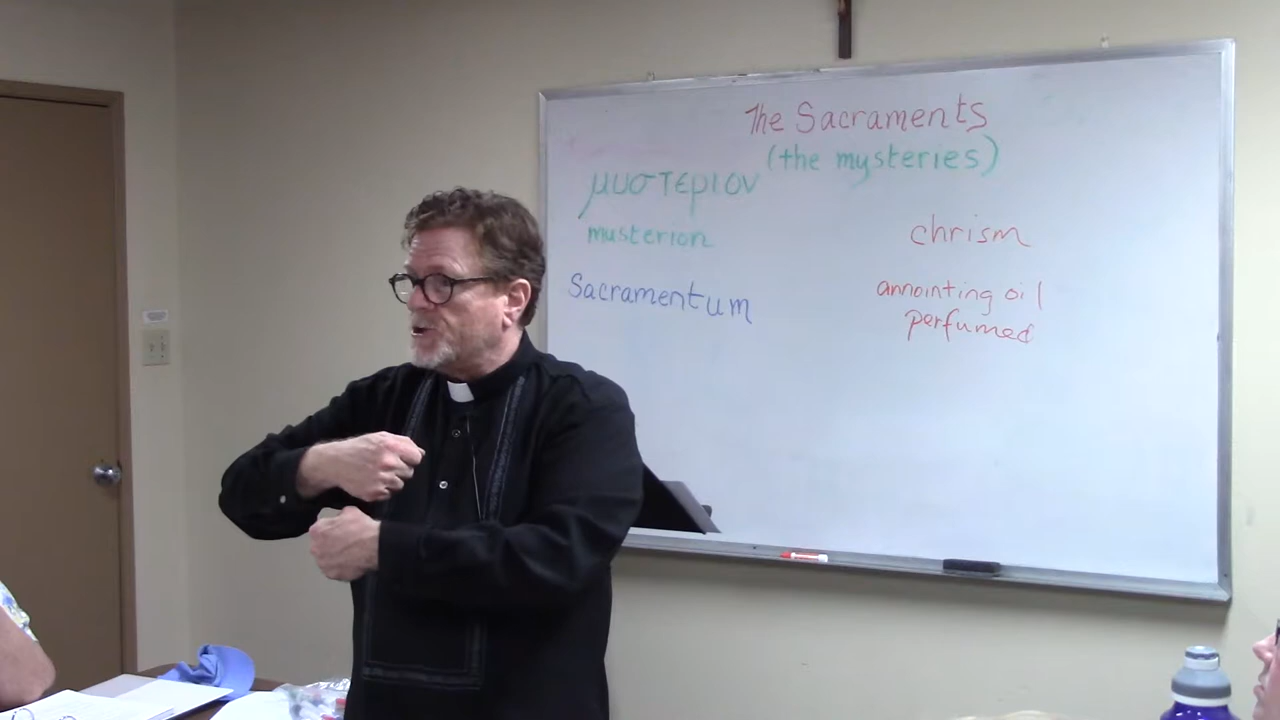 The Sacraments
(the mysteries)
μυστεριον
musterion
Sacramentum
chrism
annointing oil
perfumed